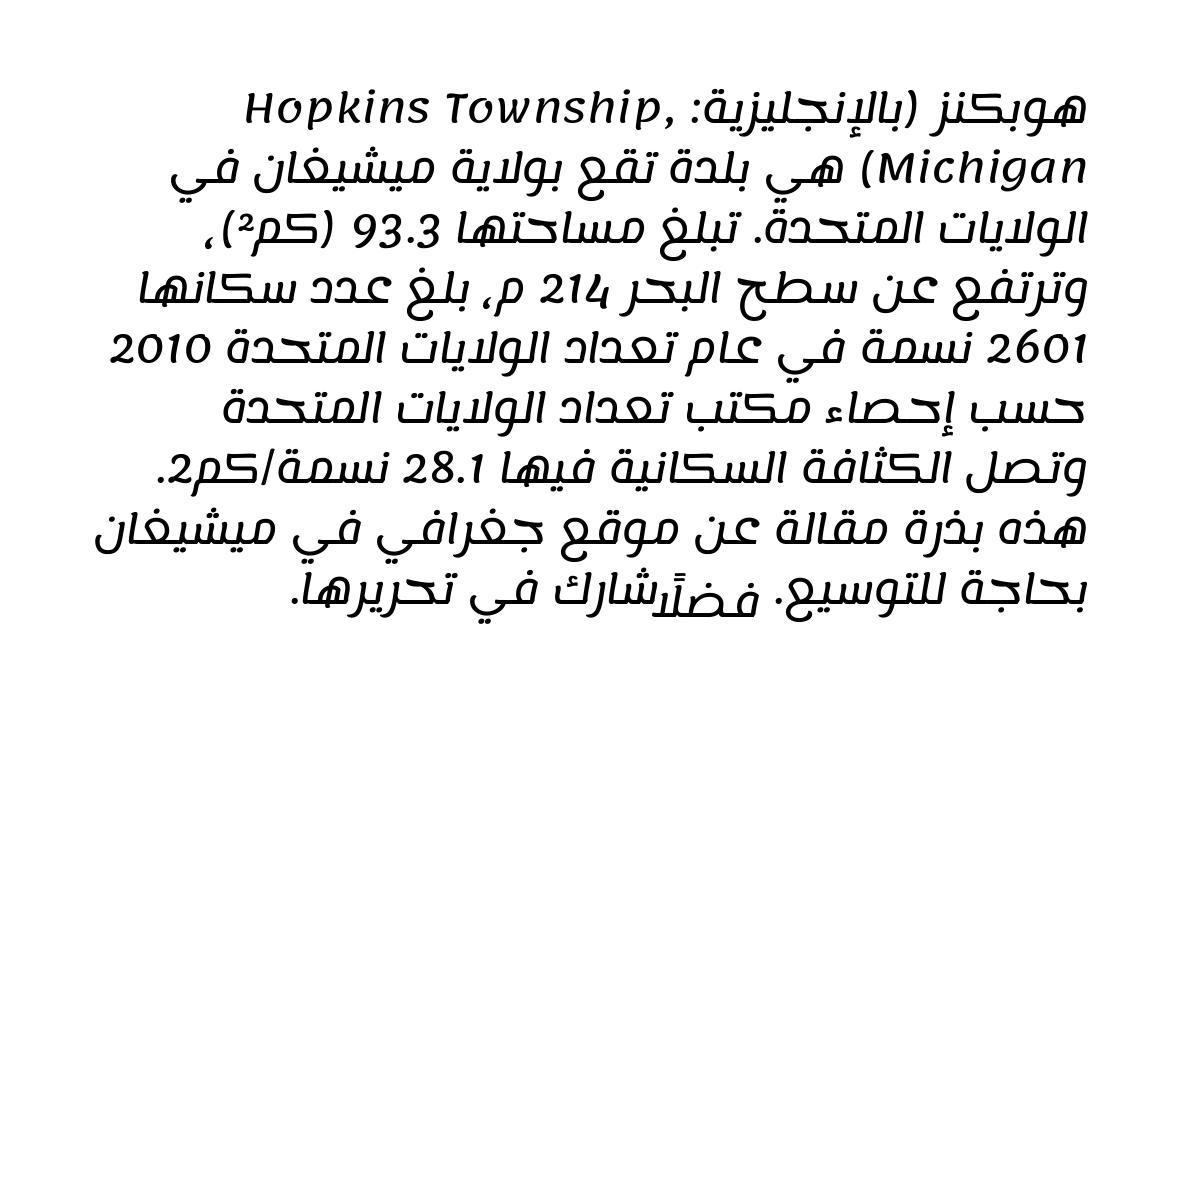 هوبكنز (بالإنجليزية: Hopkins Township,
Michigan) هي بلدة تقع بولاية ميشيغان في
الولايات المتحدة. تبلغ مساحتها 93.3 (كم²)،
وترتفع عن سطح البحر 214 م، بلغ عدد سكانها
2601 نسمة في عام تعداد الولايات المتحدة 2010
حسب إحصاء مكتب تعداد الولايات المتحدة
وتصل الكثافة السكانية فيها 28.1 نسمة/كم2.
هذه بذرة مقالة عن موقع جغرافي في ميشيغان
بحاجة للتوسيع. فضلًا شارك في تحريرها.